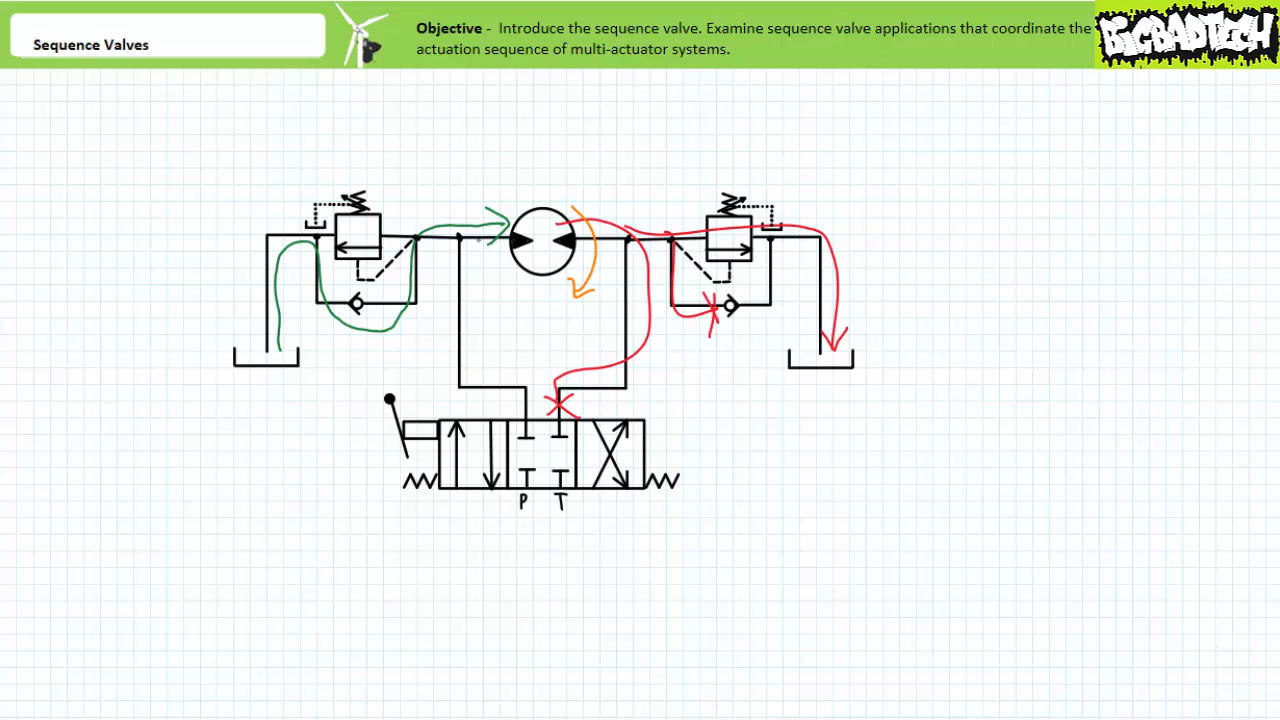 Sequence Valves
Objective - Introduce the sequence valve. Examine sequence valve applications that coordinate the
actuation sequence of multi-actuator systems.
BIGBADTECH
P T